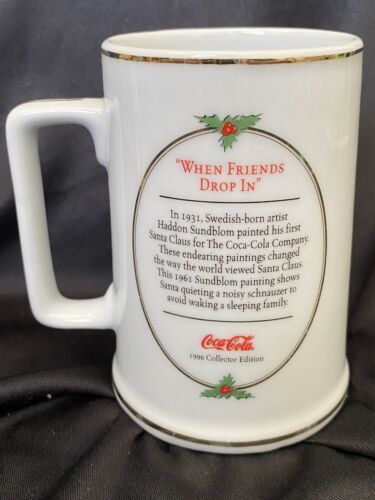 "WHEN FRIENDS
DROP IN"
In 1931, Swedish-born artist
Haddon Sundblom painted his first
Santa Claus for The Coca-Cola Company.
These endearing paintings changed
the way the world viewed Santa Claus.
This 1961 Sundblom painting shows
Santa quieting a noisy schnauzer to
avoid waking a sleeping family.
Coca-Cola
1996 Collector Edition